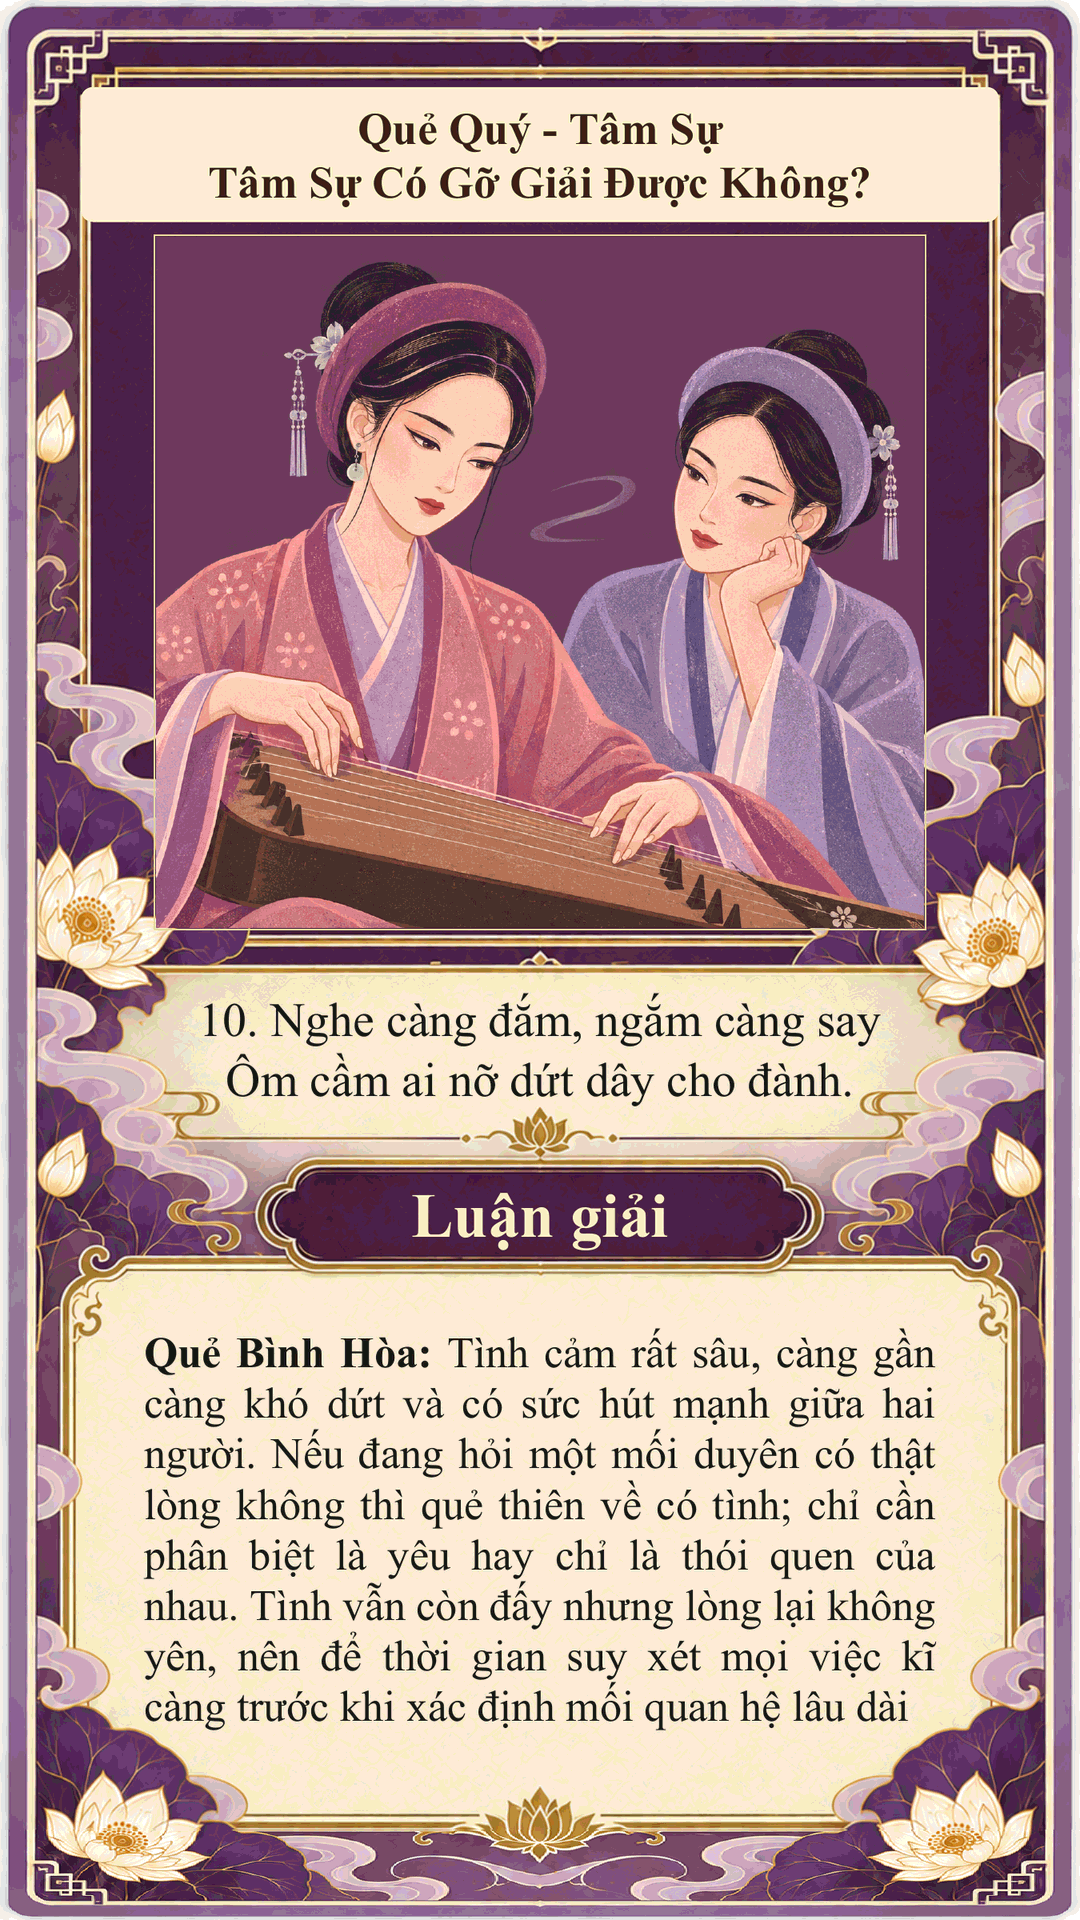 Quẻ Quý - Tâm Sự
Tâm Sự Có Gỡ Giải Được Không?
10. Nghe càng đắm, ngắm càng say
Ôm cầm ai nỡ dứt dây cho đành.
Luận giải
Quẻ Bình Hòa: Tình cảm rất sâu, càng gần
càng khó dứt và có sức hút mạnh giữa hai
người. Nếu đang hỏi một mối duyên có thật
lòng không thì quẻ thiên về có tình; chỉ cần
phân biệt là yêu hay chỉ là thói quen của
nhau. Tình vẫn còn đấy nhưng lòng lại không
yên, nên để thời gian suy xét mọi việc kĩ
càng trước khi xác định mối quan hệ lâu dài